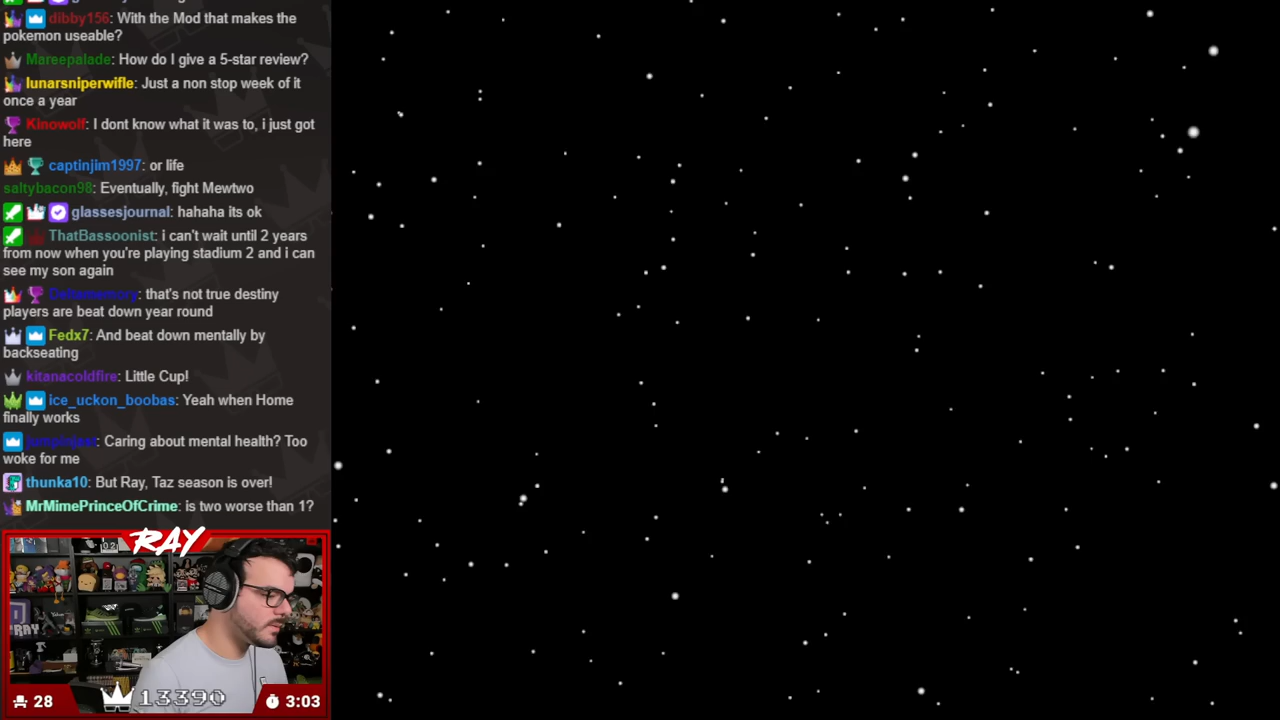 dibby156: With the Mod that makes the
pokemon useable?
Mareepalade: How do I give a 5-star review?
lunarsniperwifle: Just a non stop week of it
once a year
Kinowolf: I dont know what it was to, i just got
here
captinjim1997: or life
saltybacon98: Eventually, fight Mewtwo
glassesjournal: hahaha its ok
ThatBassoonist: i can't wait until 2 years
from now when you're playing stadium 2 and i can
see my son again
Deltamemory: that's not true destiny
players are beat down year round
Fedx7: And beat down mentally by
backseating
kitanacoldfire: Little Cup!
ice_uckon_boobas: Yeah when Home
finally works
Caring about mental health? Too
woke for me
thunka10: But Ray, Taz season is over!
MrMimePrinceOfCrime: is two worse than 1?
RAY
28
13390
3:03